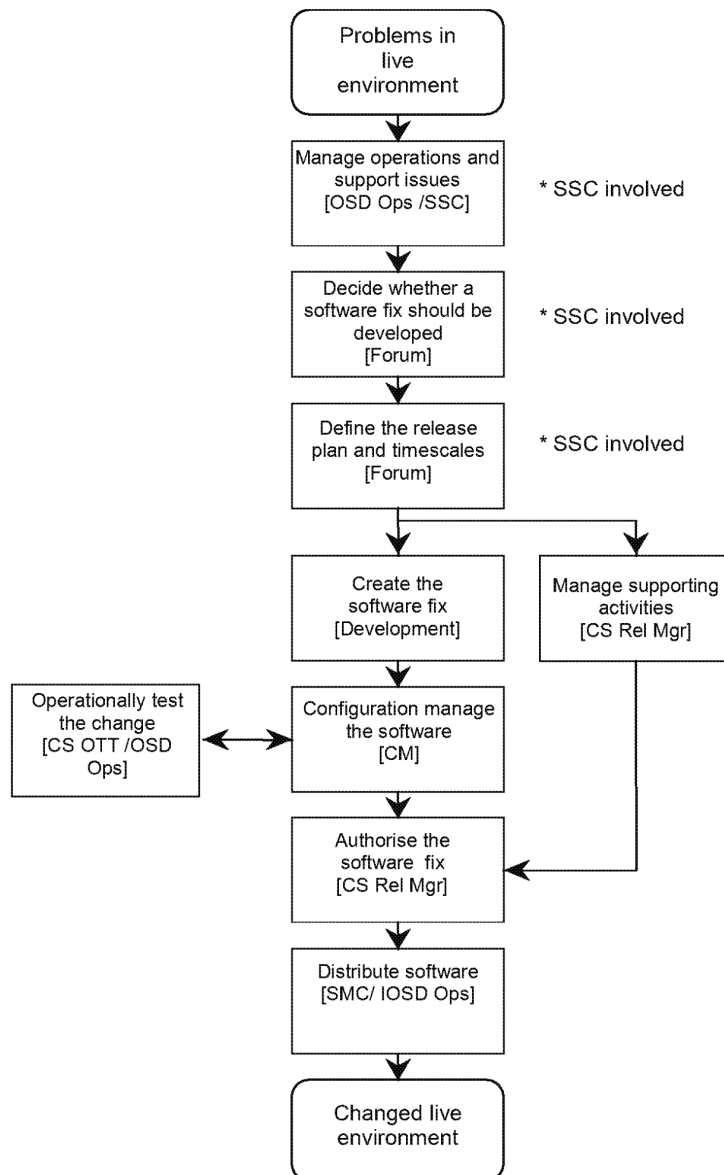 Problems in
live
environment
Manage operations and
support issues
[OSD Ops /SSC]
* SSC involved
Decide whether a
software fix should be
developed
[Forum]
* SSC involved
Define the release
plan and timescales
[Forum]
* SSC involved
Create the
software fix
[Development]
Manage supporting
activities
[CS Rel Mgr]
Operationally test
the change
[CS OTT /OSD
Ops]
Configuration manage
the software
[CM]
Authorise the
software fix
[CS Rel Mgr]
Distribute software
[SMC/ IOSD Ops]
Changed live
environment